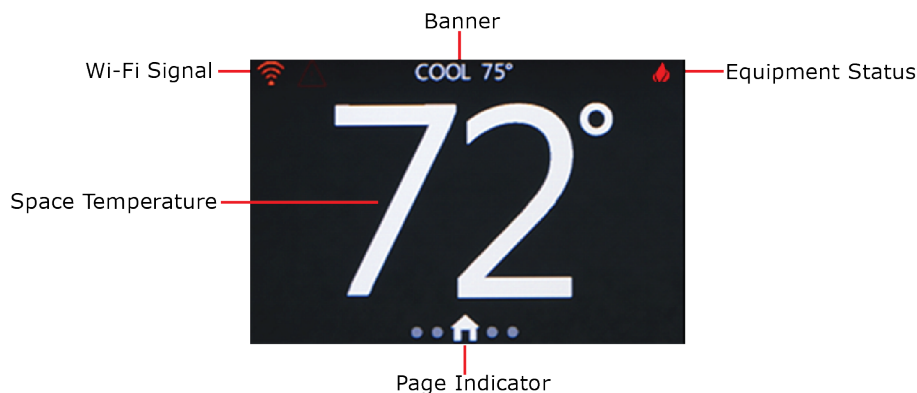 Banner
Wi-Fi Signal
COOL 75°
Equipment Status
72°
Space Temperature
Page Indicator